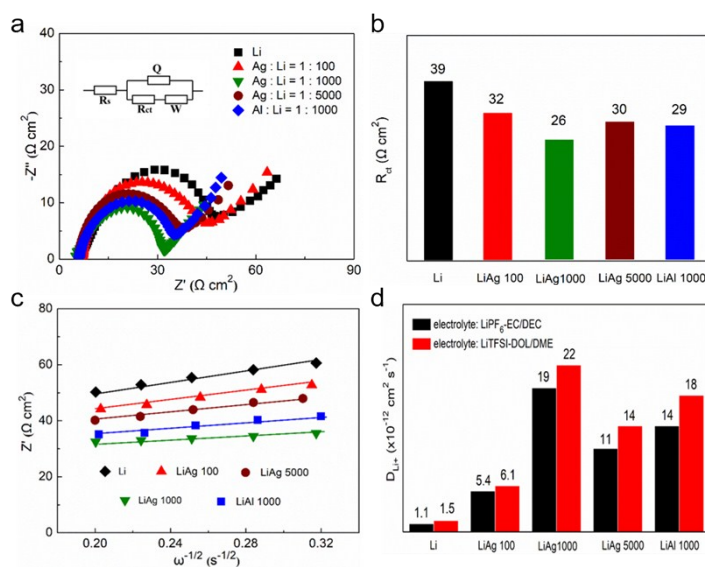 a
-Z'' (Ω cm²)
40
30
20
10
0
0
30
60
90
Z' (Ω cm²)
Rs
Q
Rct
W
Li
Ag : Li = 1 : 100
Ag : Li = 1 : 1000
Ag : Li = 1 : 5000
Al : Li = 1 : 1000
b
Rct (Ω cm²)
39
32
26
30
29
Li
LiAg 100
LiAg1000
LiAg 5000
LiAl 1000
c
Z' (Ω cm²)
80
60
40
20
0
0.20
0.24
0.28
0.32
ω-1/2 (s-1/2)
Li
LiAg 100
LiAg 5000
LiAg 1000
LiAl 1000
d
electrolyte: LiPF6-EC/DEC
electrolyte: LiTFSI-DOL/DME
DLi+ (x10-12 cm² s-1)
1.1
1.5
5.4
6.1
19
22
11
14
14
18
Li
LiAg 100
LiAg1000
LiAg 5000
LiAl 1000